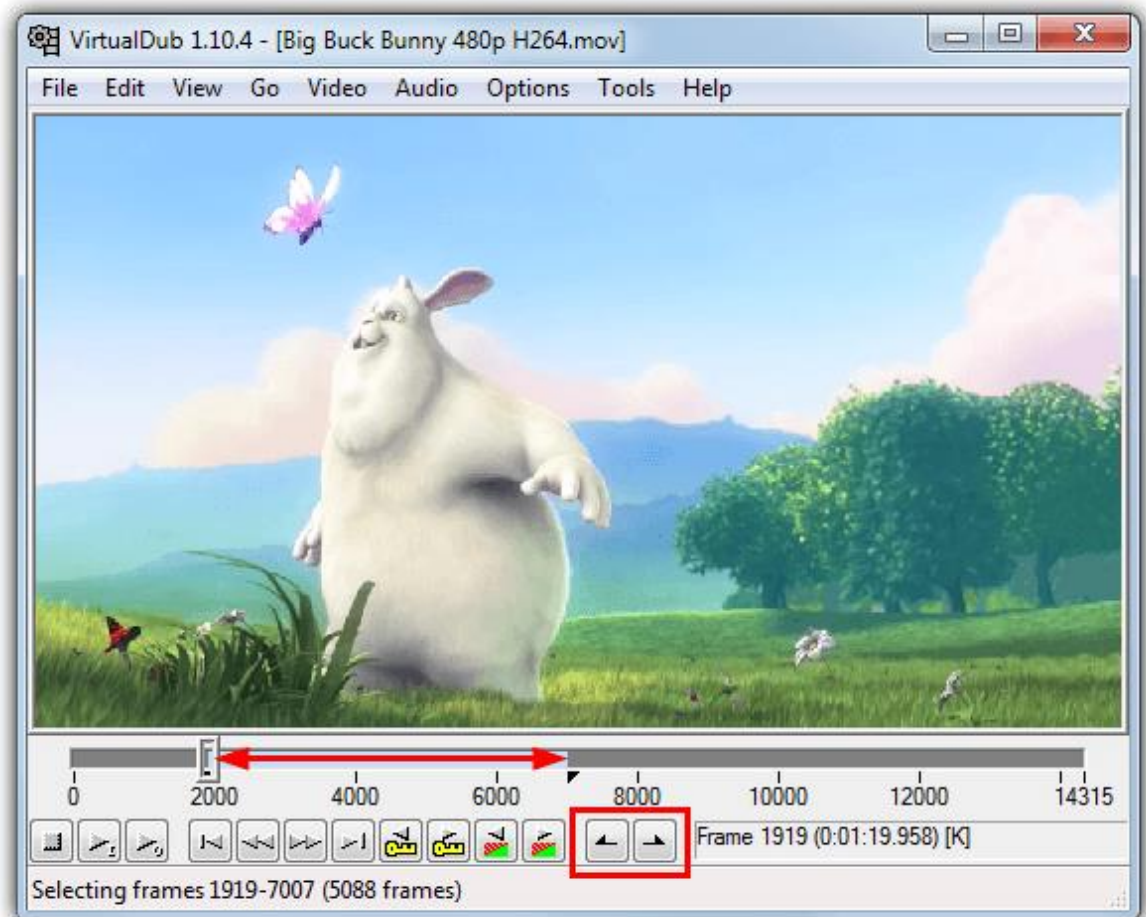 VirtualDub 1.10.4 - [Big Buck Bunny 480p H264.mov]
File Edit View Go Video Audio Options Tools Help
0 2000 4000 6000 8000 10000 12000 14315
Frame 1919 (0:01:19.958) [K]
Selecting frames 1919-7007 (5088 frames)